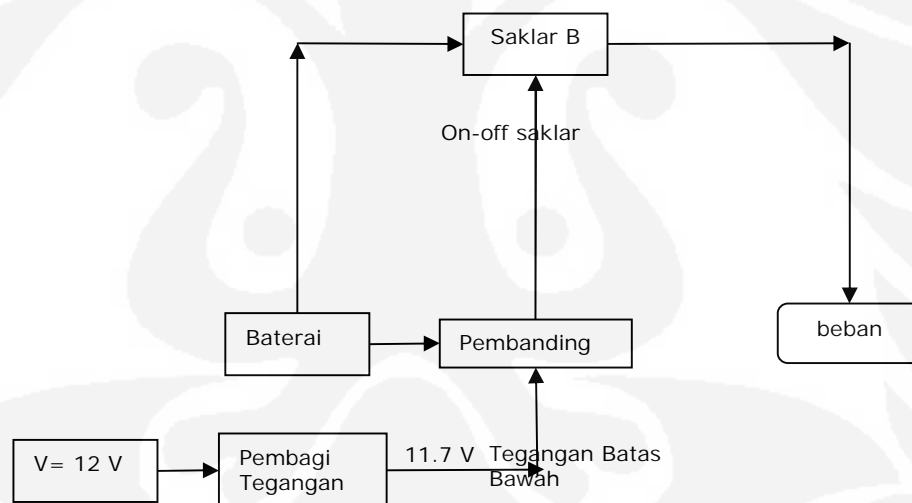 Saklar B
On-off saklar
Baterai
Pembanding
beban
V= 12 V
Pembagi
Tegangan
11.7 V Tegangan Batas
Bawah